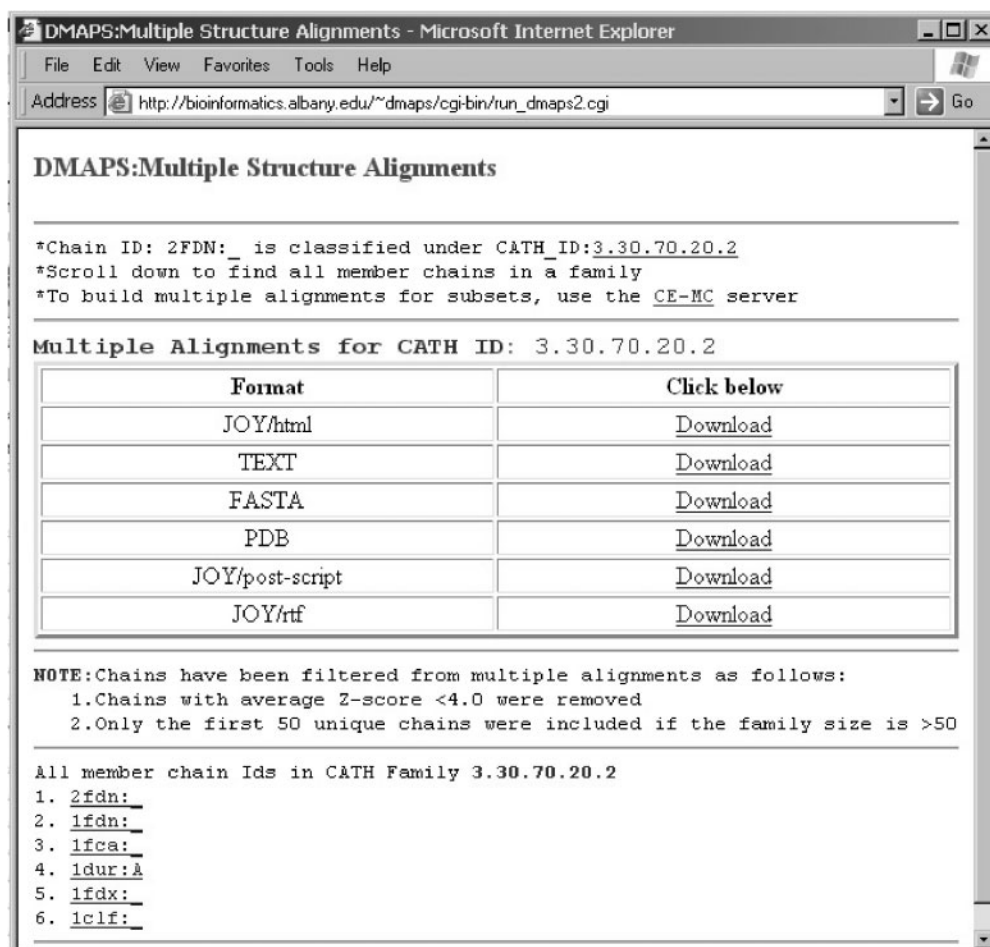 DMAPS:Multiple Structure Alignments - Microsoft Internet Explorer
File Edit View Favorites Tools Help
Address http://bioinformatics.albany.edu/~dmaps/cgi-bin/run_dmaps2.cgi Go
DMAPS:Multiple Structure Alignments
*Chain ID: 2FDN:_ is classified under CATH_ID:3.30.70.20.2
*Scroll down to find all member chains in a family
*To build multiple alignments for subsets, use the CE-MC server
Multiple Alignments for CATH ID: 3.30.70.20.2
Format Click below
JOY/html Download
TEXT Download
FASTA Download
PDB Download
JOY/post-script Download
JOY/rtf Download
NOTE:Chains have been filtered from multiple alignments as follows:
1.Chains with average Z-score <4.0 were removed
2.Only the first 50 unique chains were included if the family size is >50
All member chain Ids in CATH Family 3.30.70.20.2
1. 2fdn:_
2. 1fdn:_
3. 1fca:_
4. 1dur:A
5. 1fdx:_
6. 1clf:_